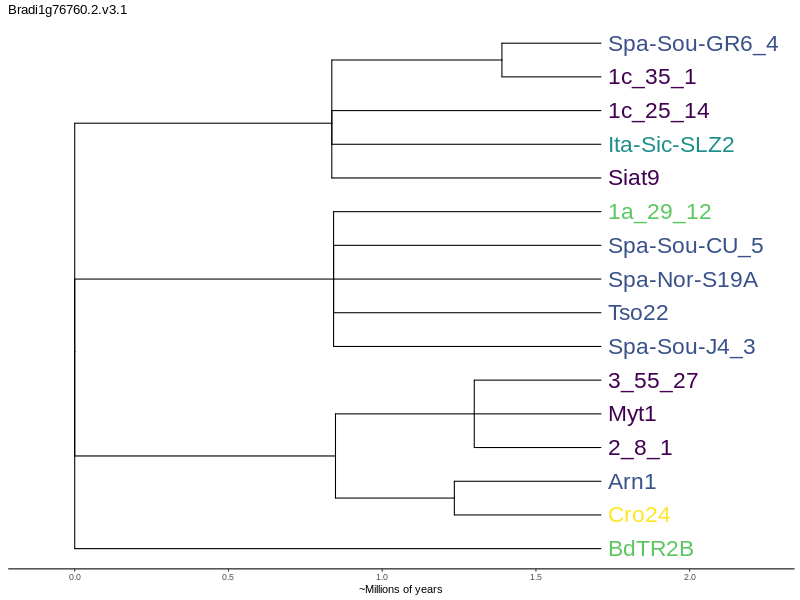 Bradi1g76760.2.v3.1
Spa-Sou-GR6_4
1c_35_1
1c_25_14
Ita-Sic-SLZ2
Siat9
1a_29_12
Spa-Sou-CU_5
Spa-Nor-S19A
Tso22
Spa-Sou-J4_3
3_55_27
Myt1
2_8_1
Arn1
Cro24
BdTR2B
0.0 0.5 1.0 1.5 2.0
~Millions of years